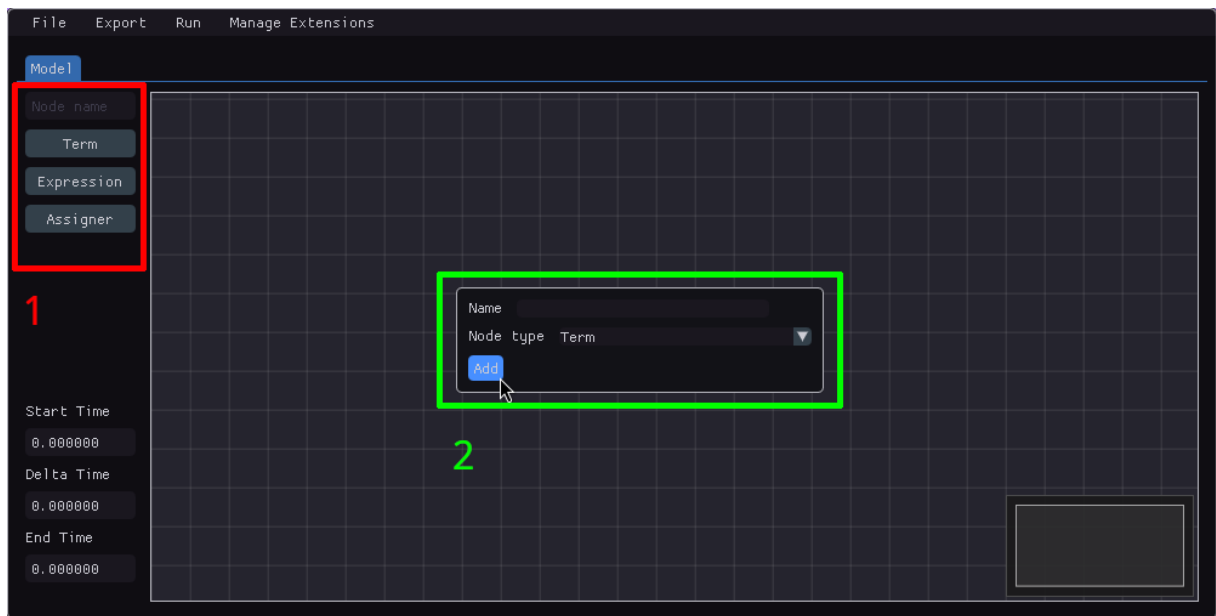 File Export Run Manage Extensions
Model
Node name
Term
Expression
Assigner
1
Name
Node type Term
Add
2
Start Time
0.000000
Delta Time
0.000000
End Time
0.000000